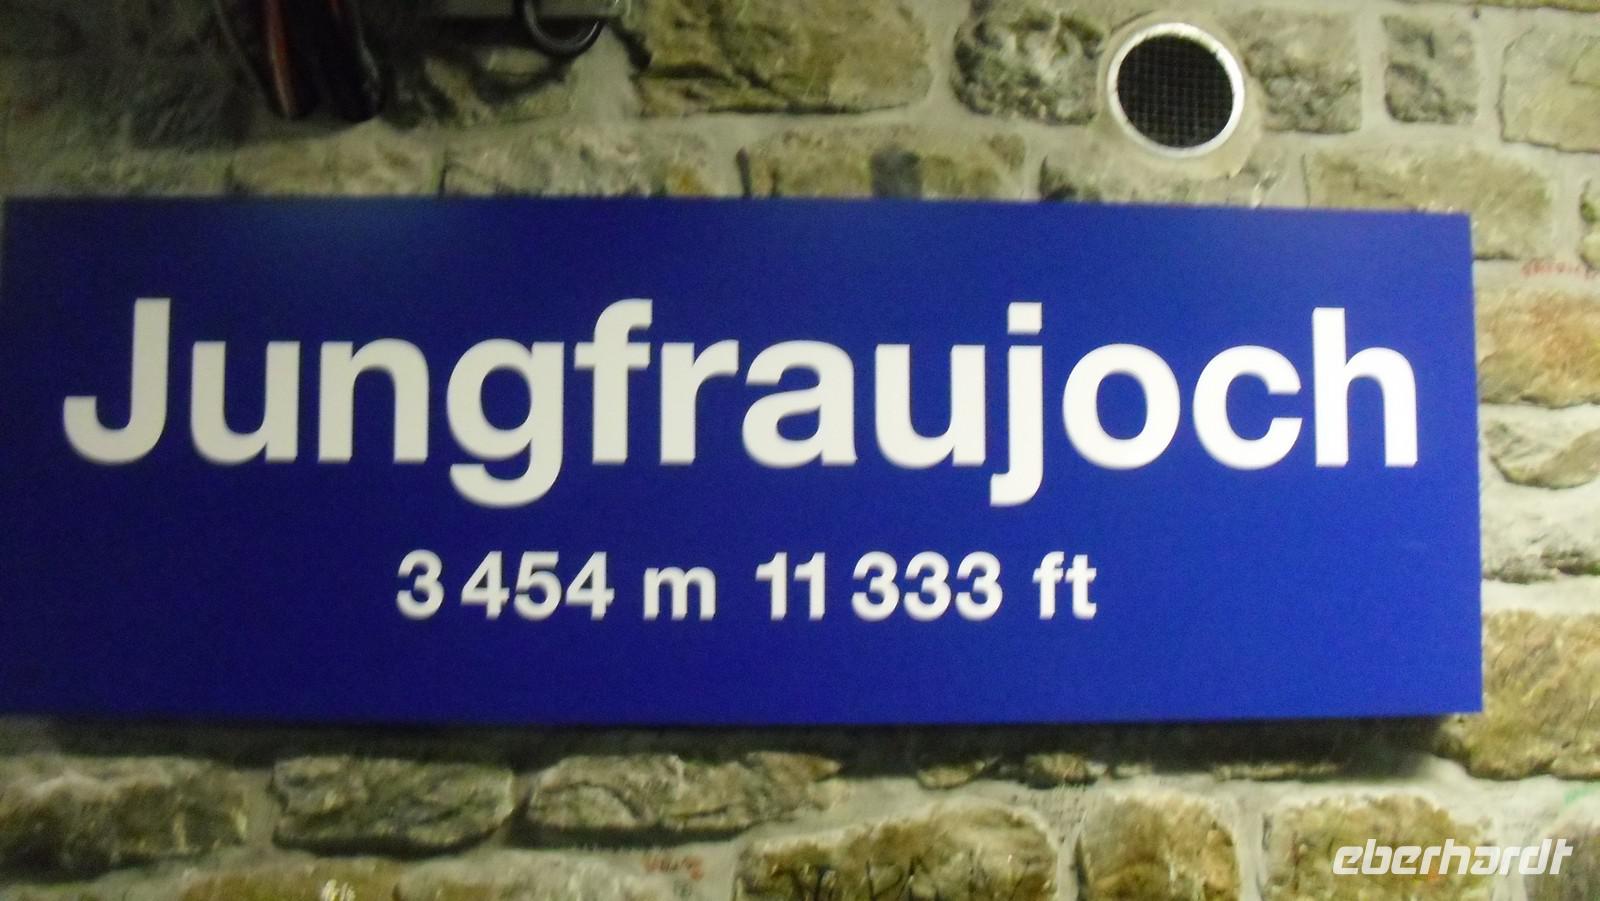 Jungfraujoch
3 454 m 11 333 ft
eberhardt